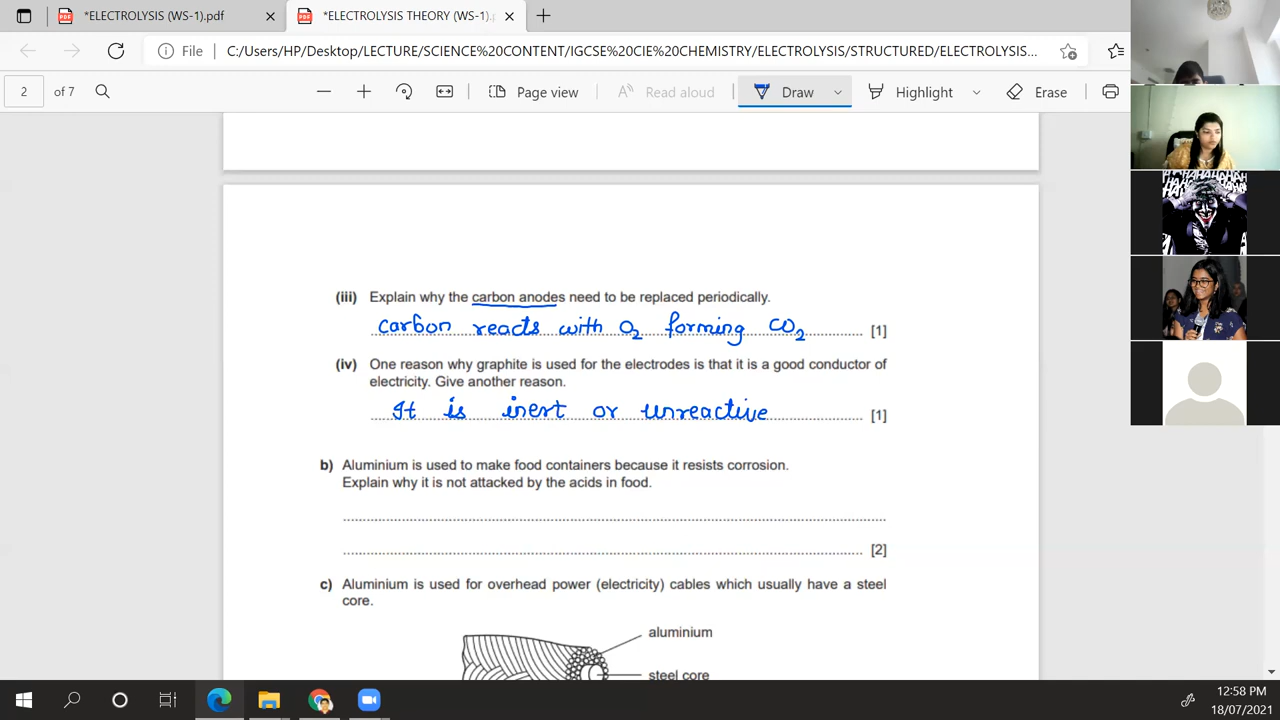 *ELECTROLYSIS (WS-1).pdf
*ELECTROLYSIS THEORY (WS-1).
File C:/Users/HP/Desktop/LECTURE/SCIENCE%20CONTENT/IGCSE%20CIE%20CHEMISTRY/ELECTROLYSIS/STRUCTURED/ELECTROLYSIS...
2 of 7 Page view Read aloud Draw Highlight Erase
(iii) Explain why the carbon anodes need to be replaced periodically.
carbon reacts with O2 forming CO2 [1]
(iv) One reason why graphite is used for the electrodes is that it is a good conductor of
electricity. Give another reason.
It is inert or unreactive [1]
b) Aluminium is used to make food containers because it resists corrosion.
Explain why it is not attacked by the acids in food.
[2]
c) Aluminium is used for overhead power (electricity) cables which usually have a steel
core.
aluminium
steel core
12:58 PM
18/07/2021